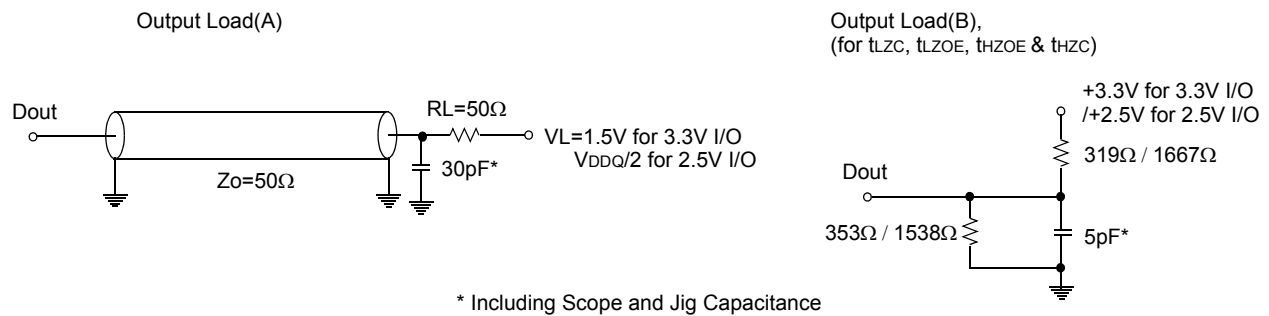 Output Load(A)
Dout
Zo=50Ω
RL=50Ω
30pF*
VL=1.5V for 3.3V I/O
VDDQ/2 for 2.5V I/O
Output Load(B),
(for tLZC, tLZOE, tHZOE & tHZC)
+3.3V for 3.3V I/O
/+2.5V for 2.5V I/O
319Ω / 1667Ω
Dout
353Ω / 1538Ω
5pF*
* Including Scope and Jig Capacitance